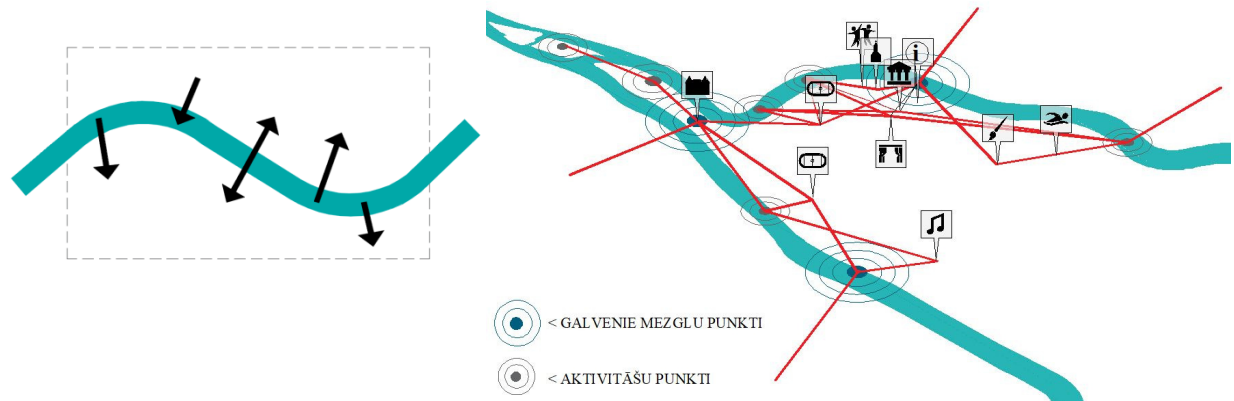 i
< GALVENIE MEZGLU PUNKTI
< AKTIVITĀŠU PUNKTI